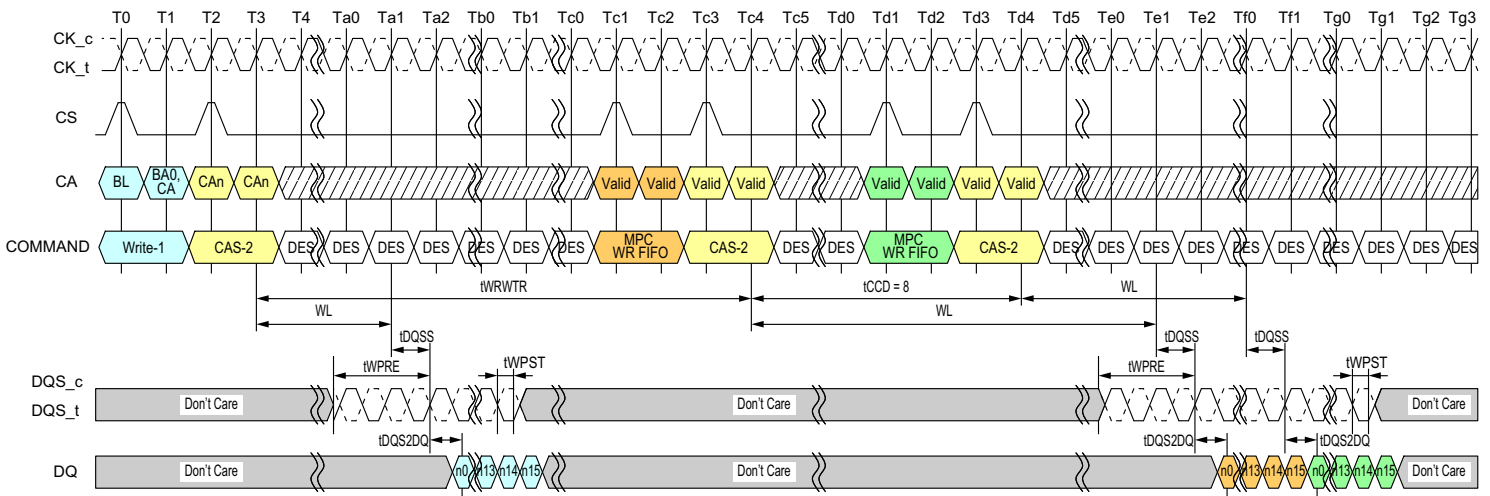 T0 T1 T2 T3 T4 Ta0 Ta1 Ta2 Tb0 Tb1 Tc0 Tc1 Tc2 Tc3 Tc4 Tc5 Td0 Td1 Td2 Td3 Td4 Td5 Te0 Te1 Te2 Tf0 Tf1 Tg0 Tg1 Tg2 Tg3
CK_c
CK_t
CS
CA BL BA0, CA CAn CAn Valid Valid Valid Valid Valid Valid Valid Valid
COMMAND Write-1 CAS-2 DES DES DES DES DES DES DES MPC WR FIFO CAS-2 DES DES MPC WR FIFO CAS-2 DES DES DES DES DES DES DES DES DES DES
tWRWTR tCCD = 8 WL
WL WL
tDQSS tDQSS tDQSS
tWPRE tWPST tWPRE tWPST
DQS_c
DQS_t Don't Care Don't Care Don't Care
tDQS2DQ tDQS2DQ tDQS2DQ
DQ Don't Care n0 n13 n14 n15 Don't Care n0 n13 n14 n15 n0 n13 n14 n15 Don't Care